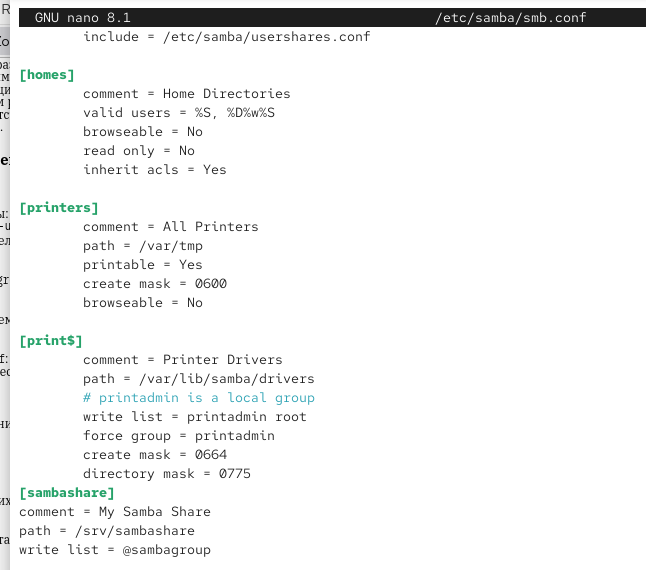 GNU nano 8.1 /etc/samba/smb.conf
include = /etc/samba/usershares.conf
[homes]
comment = Home Directories
valid users = %S, %D%w%S
browseable = No
read only = No
inherit acls = Yes
[printers]
comment = All Printers
path = /var/tmp
printable = Yes
create mask = 0600
browseable = No
[print$]
comment = Printer Drivers
path = /var/lib/samba/drivers
# printadmin is a local group
write list = printadmin root
force group = printadmin
create mask = 0664
directory mask = 0775
[sambashare]
comment = My Samba Share
path = /srv/sambashare
write list = @sambagroup